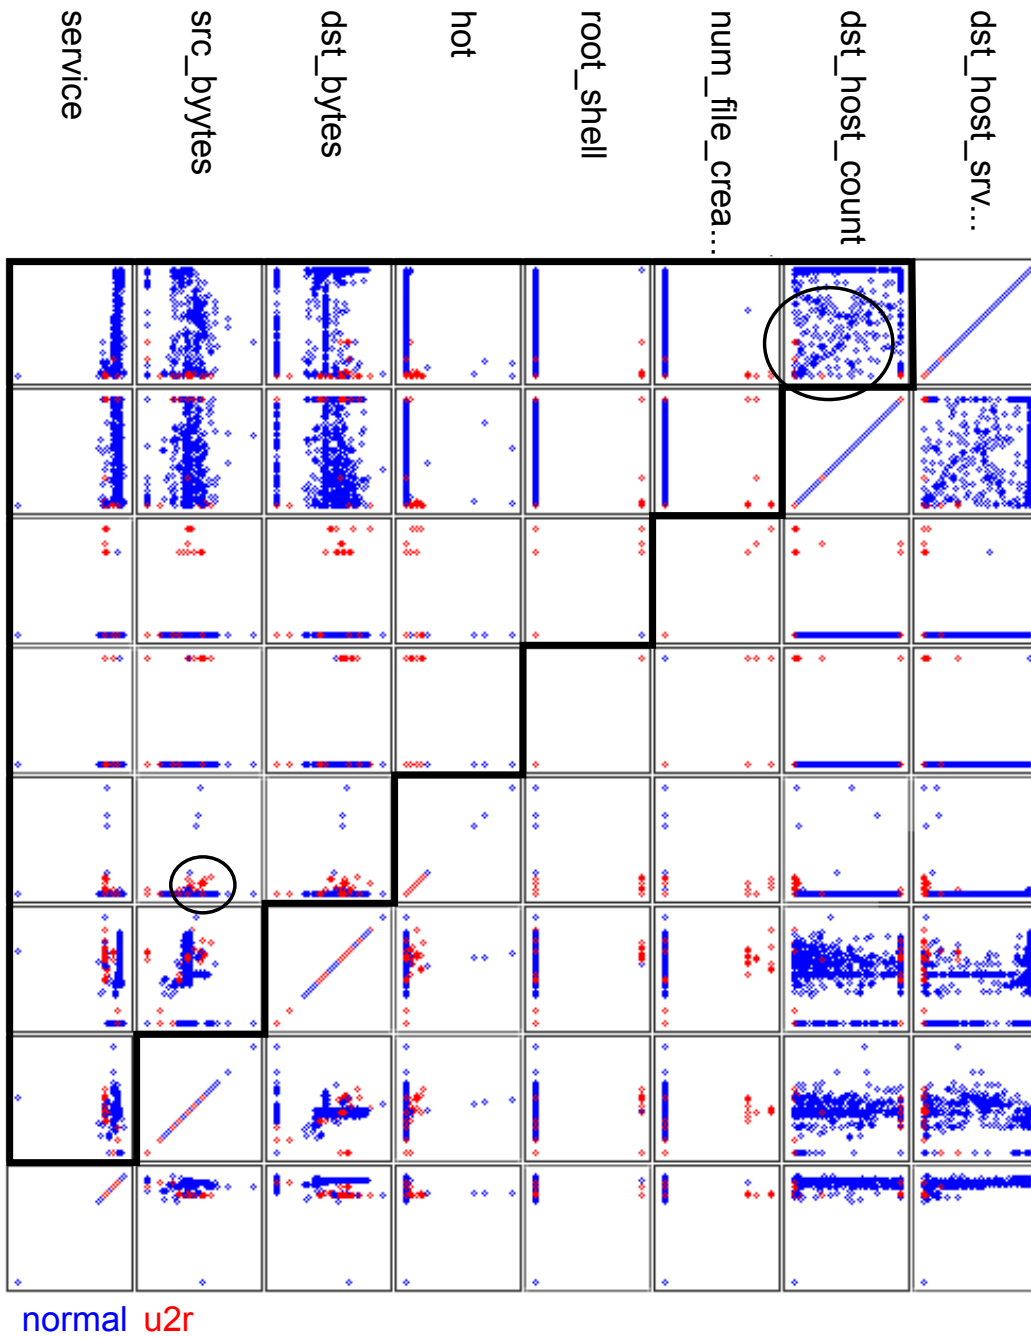 service
src_byytes
dst_bytes
hot
root_shell
num_file_crea...
dst_host_count
dst_host_srv...
normal u2r